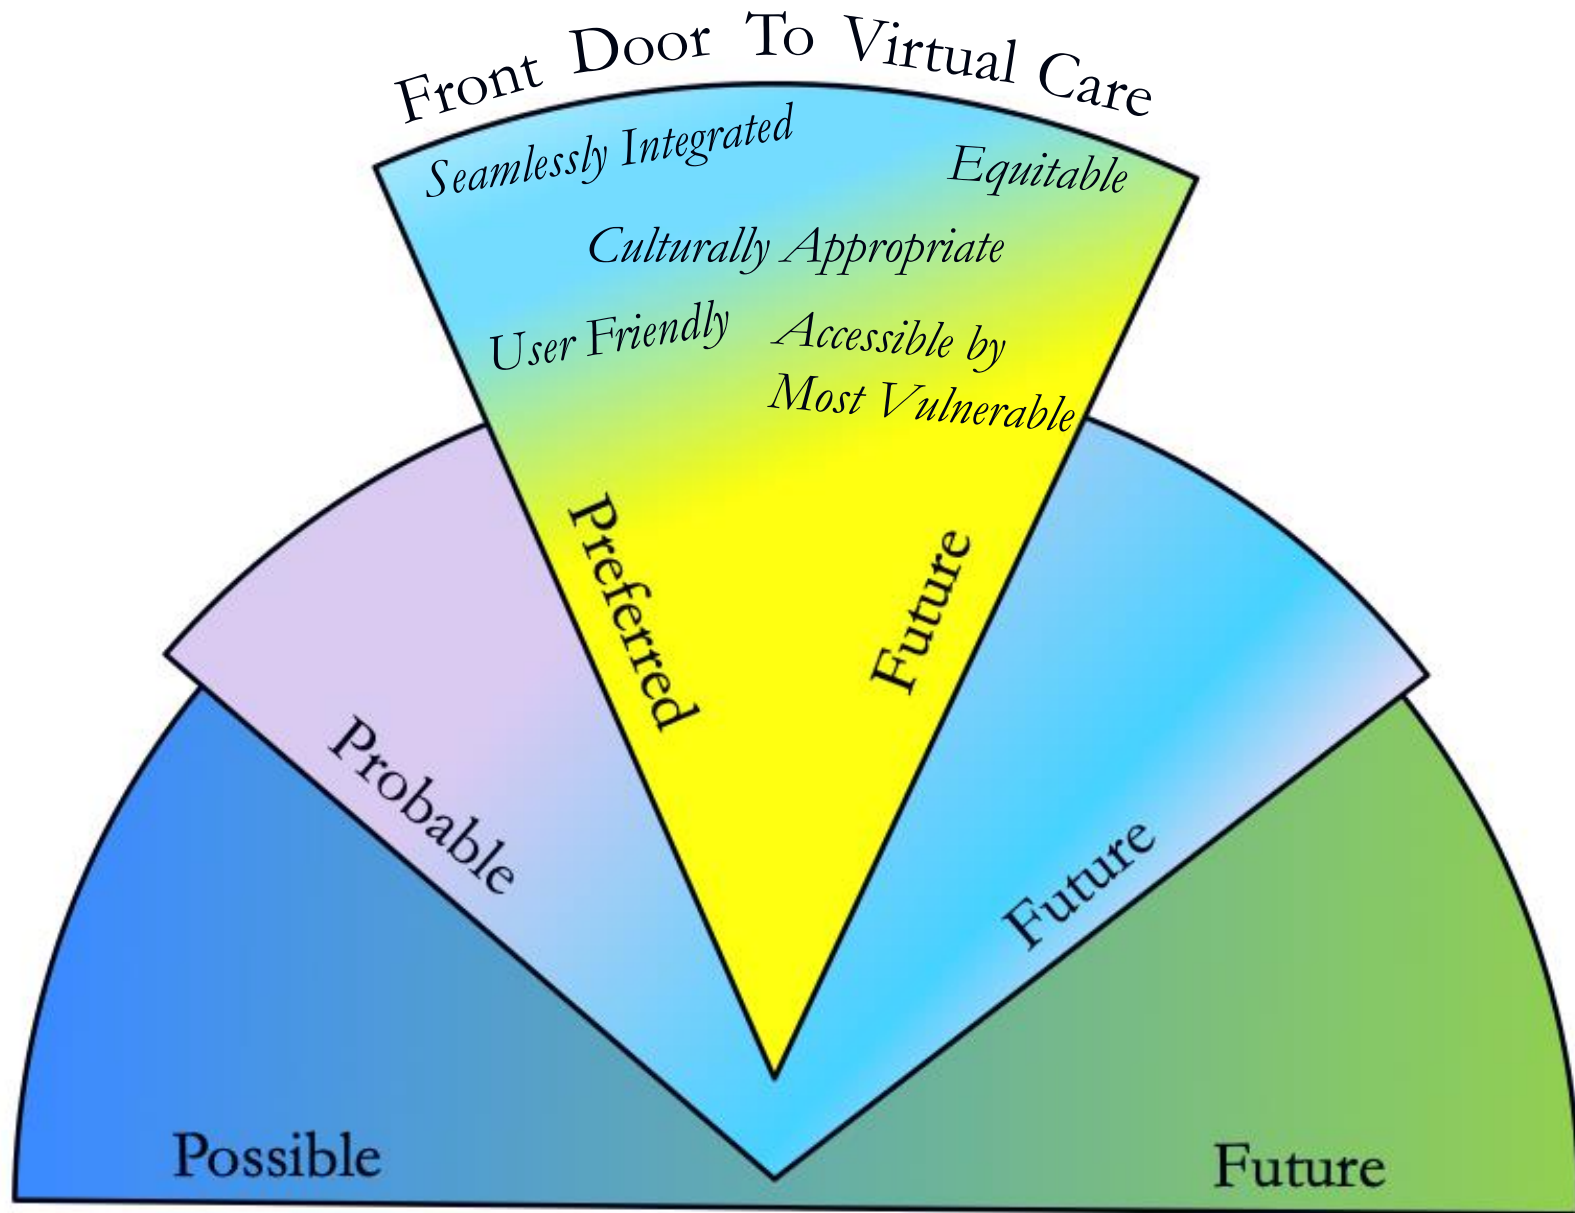 Front Door To Virtual Care
Seamlessly Integrated
Equitable
Culturally Appropriate
User Friendly
Accessible by
Most Vulnerable
Preferred Future
Probable Future
Possible Future